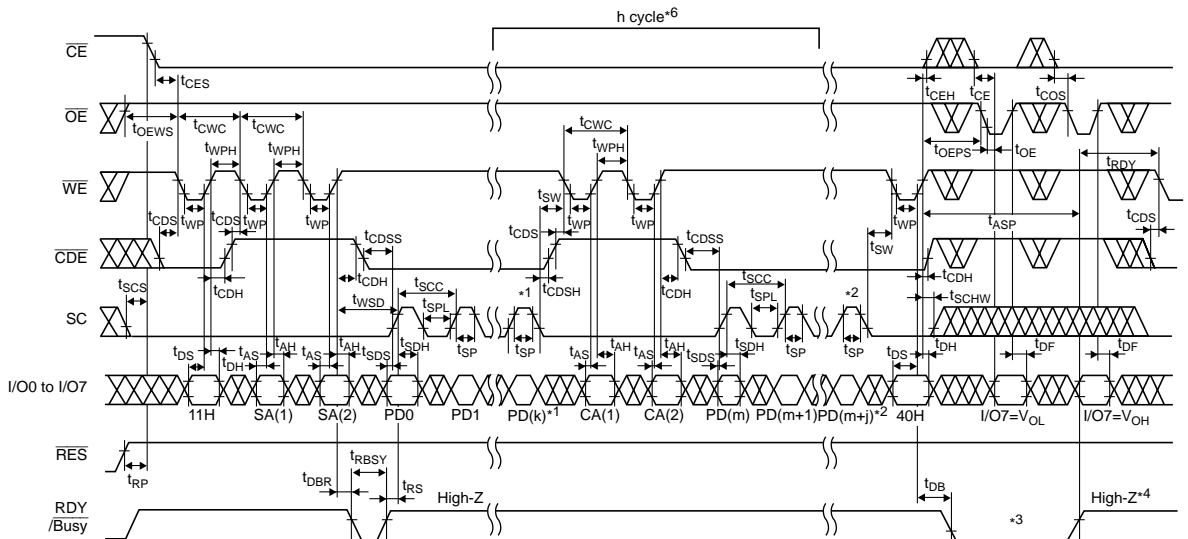 h cycle*6
CE
tCES
tCEH
tCE
tCOS
OE
tOEWS
tCWC
tCWC
tCWC
tOEPS
tOE
tRDY
tWPH
tWPH
tWPH
WE
tCDS
tWP
tCDS
tWP
tWP
tSW
tCDS
tWP
tWP
tSW
tWP
tASP
tCDS
CDE
tCDH
tCDSS
tCDH
tCDSH
tCDSS
tCDH
tCDH
tSCS
tWSD
tSCC
tSPL
tSP
*1
tSCC
tSPL
tSP
*2
tSCHW
SC
tSP
tSP
tDS
tDH
tAS
tAH
tAS
tAH
tSDS
tSDH
tAS
tAH
tAS
tAH
tSDS
tSDH
tDS
tDH
tDF
tDF
I/O0 to I/O7
11H
SA(1)
SA(2)
PD0
PD1
PD(k)*1
CA(1)
CA(2)
PD(m)
PD(m+1)
PD(m+j)*2
40H
I/O7=VOL
I/O7=VOH
RES
tRP
tRBSY
tDBR
tRS
tDB
RDY
/Busy
High-Z
*3
High-Z*4